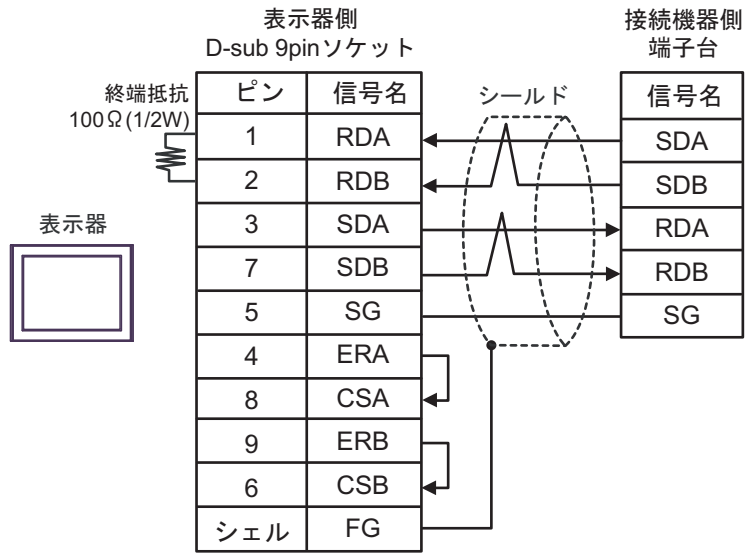 表示器側
D-sub 9pinソケット
接続機器側
端子台
終端抵抗
100Ω(1/2W)
シールド
表示器
ピン 信号名
1 RDA
2 RDB
3 SDA
7 SDB
5 SG
4 ERA
8 CSA
9 ERB
6 CSB
シェル FG
信号名
SDA
SDB
RDA
RDB
SG